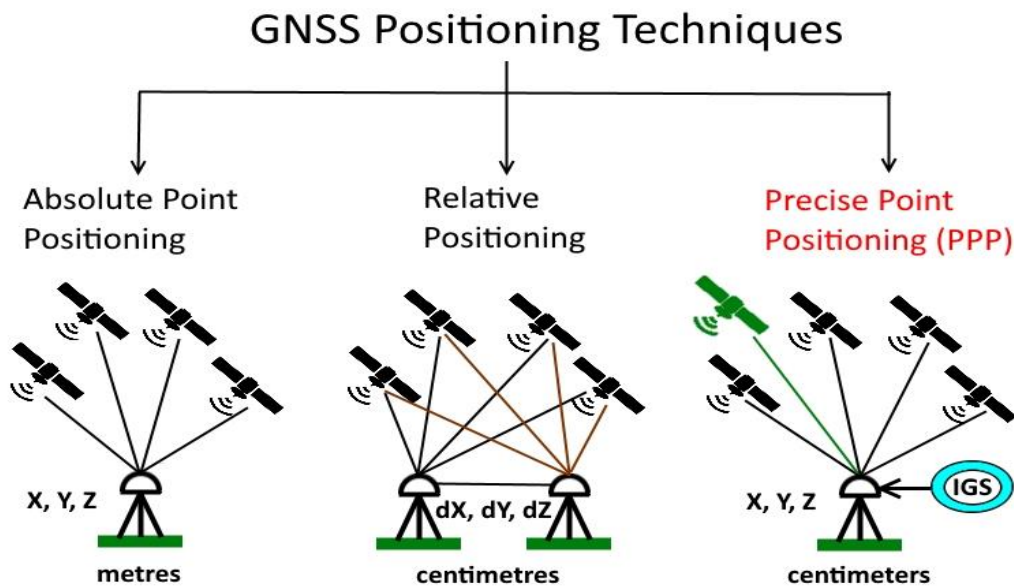 GNSS Positioning Techniques
Absolute Point
Positioning
Relative
Positioning
Precise Point
Positioning (PPP)
X, Y, Z
dX, dY, dZ
X, Y, Z
IGS
metres
centimetres
centimeters